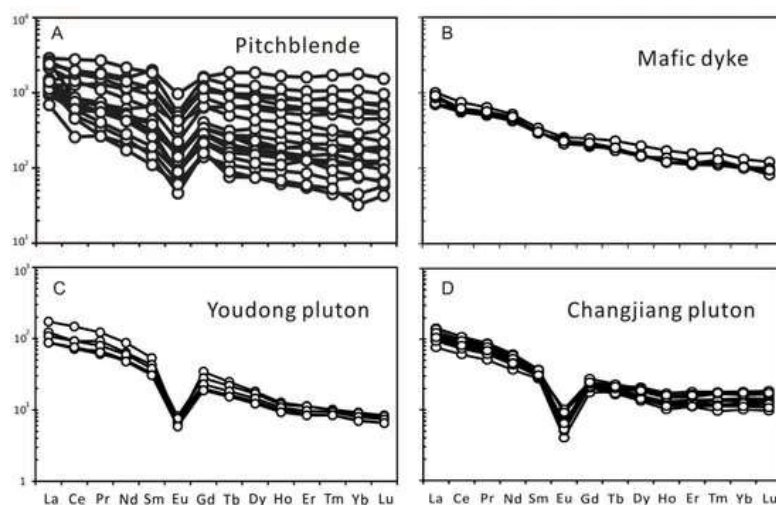 A
Pitchblende
10⁴
10³
10²
10¹
B
Mafic dyke
C
Youdong pluton
10²
10¹
1
La Ce Pr Nd Sm Eu Gd Tb Dy Ho Er Tm Yb Lu
D
Changjiang pluton
La Ce Pr Nd Sm Eu Gd Tb Dy Ho Er Tm Yb Lu